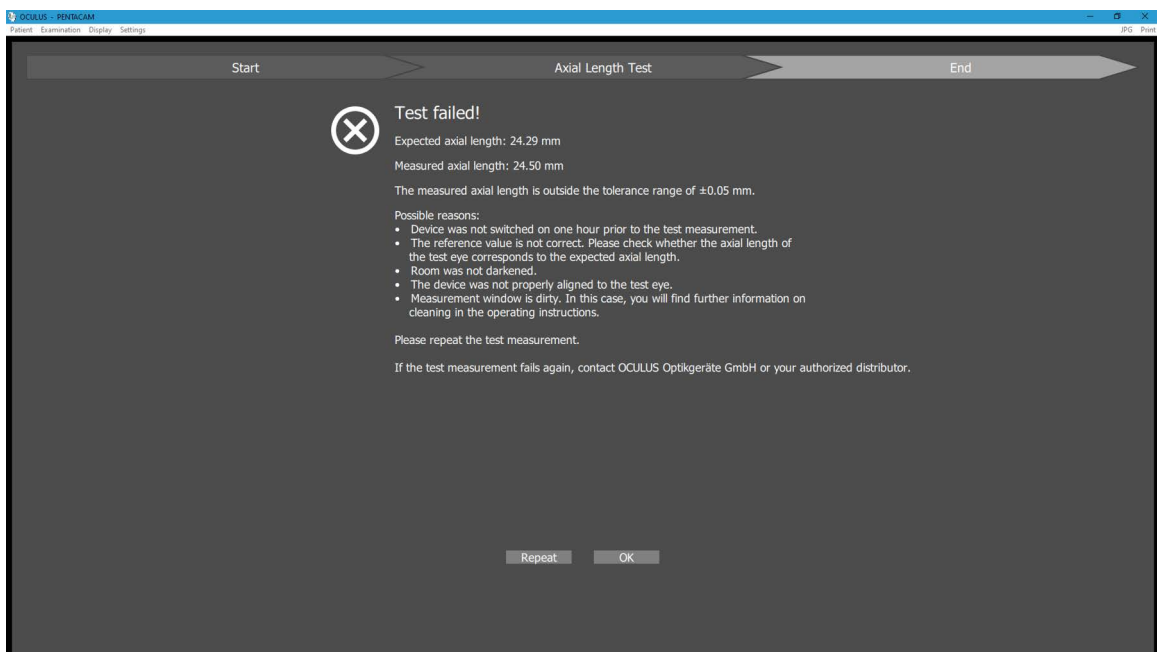 OCULUS - PENTACAM
Patient Examination Display Settings JPG Print
Start Axial Length Test End
Test failed!
Expected axial length: 24.29 mm
Measured axial length: 24.50 mm
The measured axial length is outside the tolerance range of ±0.05 mm.
Possible reasons:
• Device was not switched on one hour prior to the test measurement.
• The reference value is not correct. Please check whether the axial length of
the test eye corresponds to the expected axial length.
• Room was not darkened.
• The device was not properly aligned to the test eye.
• Measurement window is dirty. In this case, you will find further information on
cleaning in the operating instructions.
Please repeat the test measurement.
If the test measurement fails again, contact OCULUS Optikgeräte GmbH or your authorized distributor.
Repeat OK